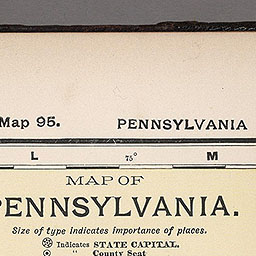 Map 95. PENNSYLVANIA
L 75° M
MAP OF
PENNSYLVANIA.
Size of type indicates importance of places.
Indicates STATE CAPITAL.
" County Seat